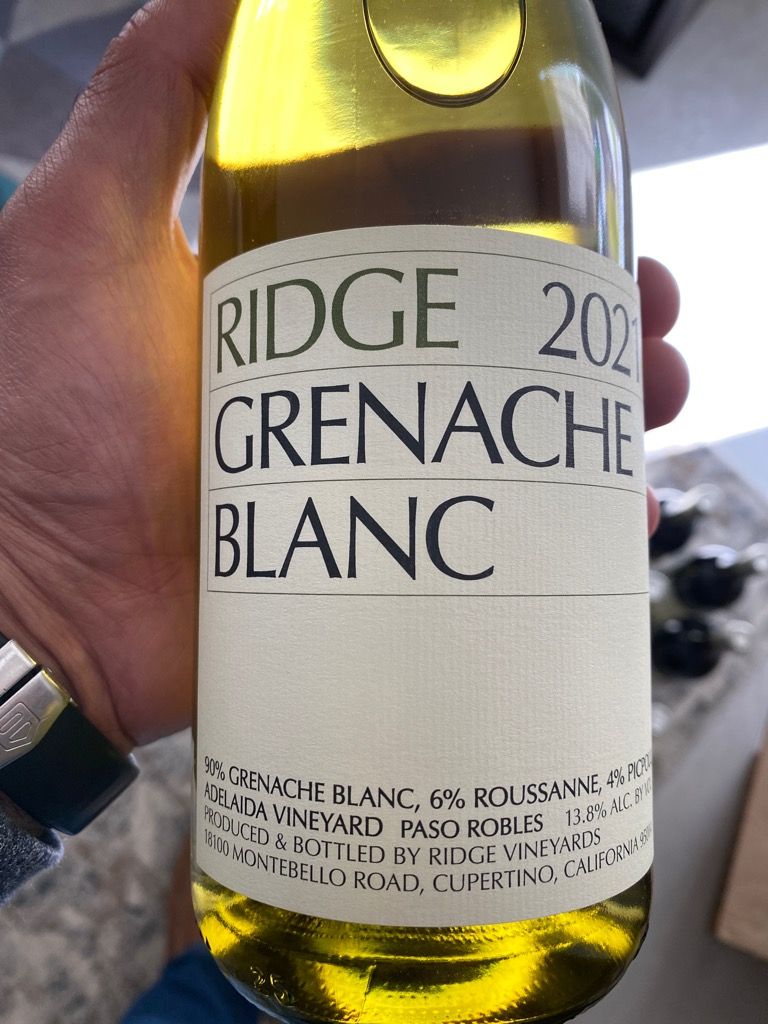 RIDGE 2021
GRENACHE
BLANC
90% GRENACHE BLANC, 6% ROUSSANNE, 4%
ADELAIDA VINEYARD PASO ROBLES 13.8% ALC. BY
PRODUCED & BOTTLED BY RIDGE VINEYARDS
18100 MONTEBELLO ROAD, CUPERTINO, CALIFORNIA